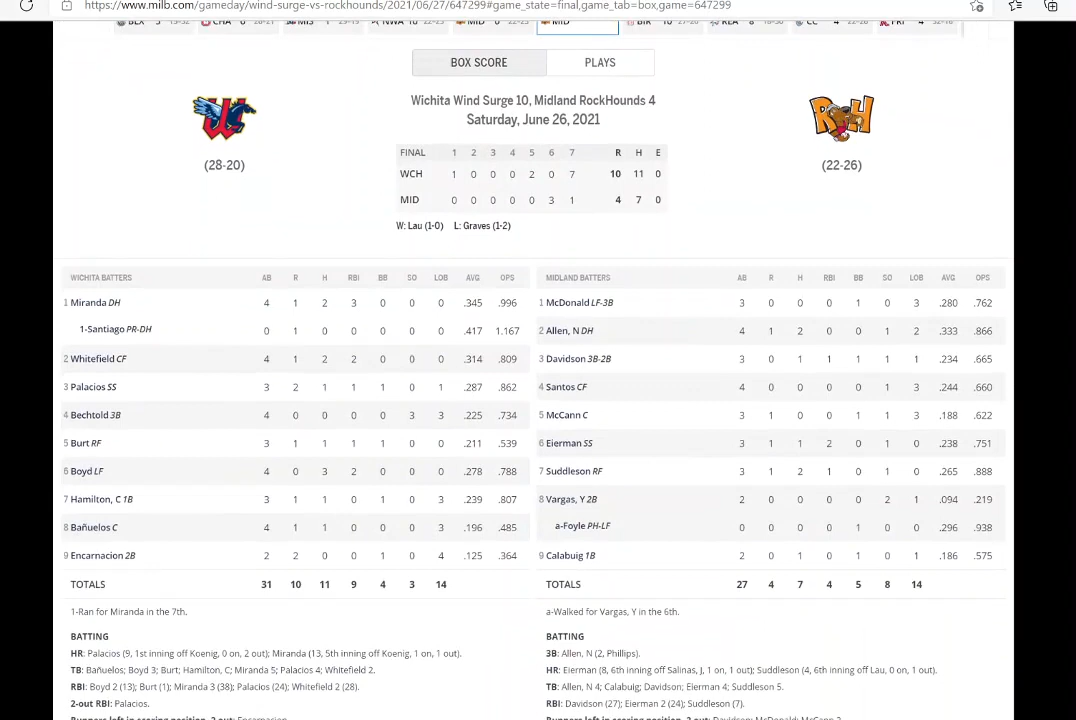 https://www.milb.com/gameday/wind-surge-vs-rockhounds/2021/06/27/647299#game_state=final,game_tab=box,game=647299
BOX SCORE PLAYS
Wichita Wind Surge 10, Midland RockHounds 4
Saturday, June 26, 2021
(28-20) (22-26)
FINAL 1 2 3 4 5 6 7 R H E
WCH 1 0 0 0 2 0 7 10 11 0
MID 0 0 0 0 0 3 1 4 7 0
W: Lau (1-0) L: Graves (1-2)
WICHITA BATTERS AB R H RBI BB SO LOB AVG OPS
1 Miranda DH 4 1 2 3 0 0 0 .345 .996
1-Santiago PR-DH 0 1 0 0 0 0 0 .417 1.167
2 Whitefield CF 4 1 2 2 0 0 0 .314 .809
3 Palacios SS 3 2 1 1 1 0 1 .287 .862
4 Bechtold 3B 4 0 0 0 0 3 3 .225 .734
5 Burt RF 3 1 1 1 1 0 0 .211 .539
6 Boyd LF 4 0 3 2 0 0 0 .278 .788
7 Hamilton, C 1B 3 1 1 0 1 0 3 .239 .807
8 Bañuelos C 4 1 1 0 0 0 3 .196 .485
9 Encarnacion 2B 2 2 0 0 1 0 4 .125 .364
TOTALS 31 10 11 9 4 3 14
1-Ran for Miranda in the 7th.
BATTING
HR: Palacios (9, 1st inning off Koenig, 0 on, 2 out); Miranda (13, 5th inning off Koenig, 1 on, 1 out).
TB: Bañuelos; Boyd 3; Burt; Hamilton, C; Miranda 5; Palacios 4; Whitefield 2.
RBI: Boyd 2 (13); Burt (1); Miranda 3 (38); Palacios (24); Whitefield 2 (28).
2-out RBI: Palacios.
Runners left in scoring position, 2 out: Encarnacion.
MIDLAND BATTERS AB R H RBI BB SO LOB AVG OPS
1 McDonald LF-3B 3 0 0 0 1 0 3 .280 .762
2 Allen, N DH 4 1 2 0 0 1 2 .333 .866
3 Davidson 3B-2B 3 0 1 1 1 1 1 .234 .665
4 Santos CF 4 0 0 0 0 1 3 .244 .660
5 McCann C 3 1 0 0 1 1 3 .188 .622
6 Eierman SS 3 1 1 2 0 1 0 .238 .751
7 Suddleson RF 3 1 2 1 0 1 0 .265 .888
8 Vargas, Y 2B 2 0 0 0 0 2 1 .094 .219
a-Foyle PH-LF 0 0 0 0 1 0 0 .296 .938
9 Calabuig 1B 2 0 1 0 1 0 1 .186 .575
TOTALS 27 4 7 4 5 8 14
a-Walked for Vargas, Y in the 6th.
BATTING
3B: Allen, N (2, Phillips).
HR: Eierman (8, 6th inning off Salinas, J, 1 on, 1 out); Suddleson (4, 6th inning off Lau, 0 on, 1 out).
TB: Allen, N 4; Calabuig; Davidson; Eierman 4; Suddleson 5.
RBI: Davidson (27); Eierman 2 (24); Suddleson (7).